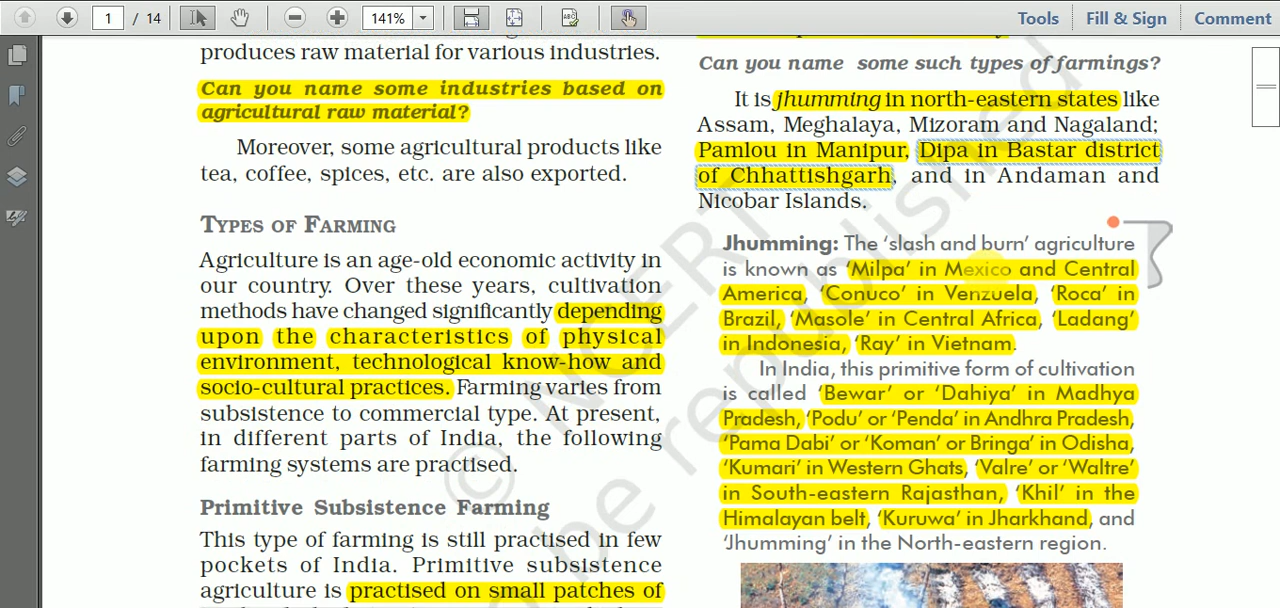 1 / 14
141%
Tools
Fill & Sign
Comment
produces raw material for various industries.
Can you name some industries based on
agricultural raw material?
Moreover, some agricultural products like
tea, coffee, spices, etc. are also exported.
TYPES OF FARMING
Agriculture is an age-old economic activity in
our country. Over these years, cultivation
methods have changed significantly depending
upon the characteristics of physical
environment, technological know-how and
socio-cultural practices. Farming varies from
subsistence to commercial type. At present,
in different parts of India, the following
farming systems are practised.
Primitive Subsistence Farming
This type of farming is still practised in few
pockets of India. Primitive subsistence
agriculture is practised on small patches of
Can you name some such types of farmings?
It is jhumming in north-eastern states like
Assam, Meghalaya, Mizoram and Nagaland;
Pamlou in Manipur, Dipa in Bastar district
of Chhattishgarh, and in Andaman and
Nicobar Islands.
Jhumming: The ‘slash and burn’ agriculture
is known as ‘Milpa’ in Mexico and Central
America, ‘Conuco’ in Venzuela, ‘Roca’ in
Brazil, ‘Masole’ in Central Africa, ‘Ladang’
in Indonesia, ‘Ray’ in Vietnam.
In India, this primitive form of cultivation
is called ‘Bewar’ or ‘Dahiya’ in Madhya
Pradesh, ‘Podu’ or ‘Penda’ in Andhra Pradesh,
‘Pama Dabi’ or ‘Koman’ or Bringa’ in Odisha,
‘Kumari’ in Western Ghats, ‘Valre’ or ‘Waltre’
in South-eastern Rajasthan, ‘Khil’ in the
Himalayan belt, ‘Kuruwa’ in Jharkhand, and
‘Jhumming’ in the North-eastern region.
© NCERT
be republished